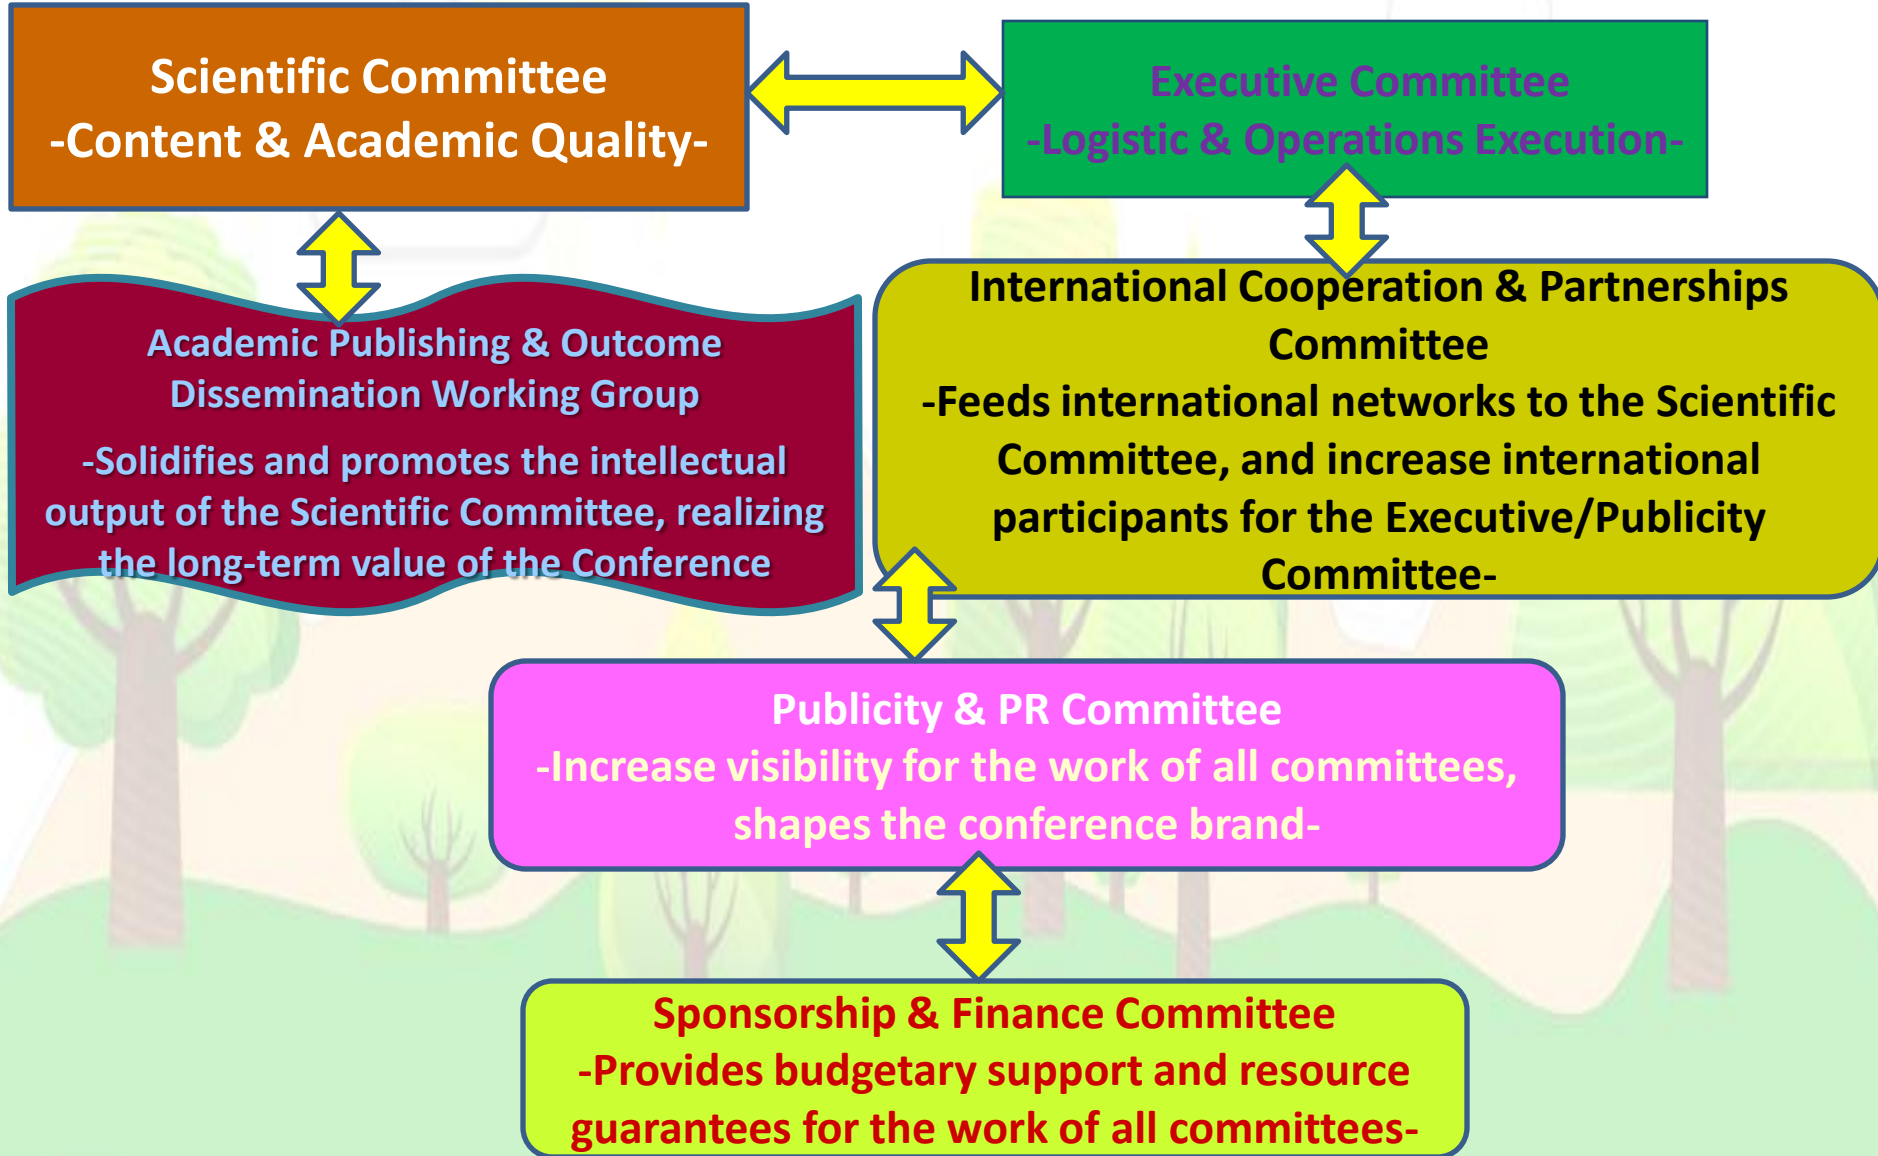 Scientific Committee
-Content & Academic Quality-
Executive Committee
-Logistic & Operations Execution-
Academic Publishing & Outcome
Dissemination Working Group
-Solidifies and promotes the intellectual
output of the Scientific Committee, realizing
the long-term value of the Conference
International Cooperation & Partnerships
Committee
-Feeds international networks to the Scientific
Committee, and increase international
participants for the Executive/Publicity
Committee-
Publicity & PR Committee
-Increase visibility for the work of all committees,
shapes the conference brand-
Sponsorship & Finance Committee
-Provides budgetary support and resource
guarantees for the work of all committees-